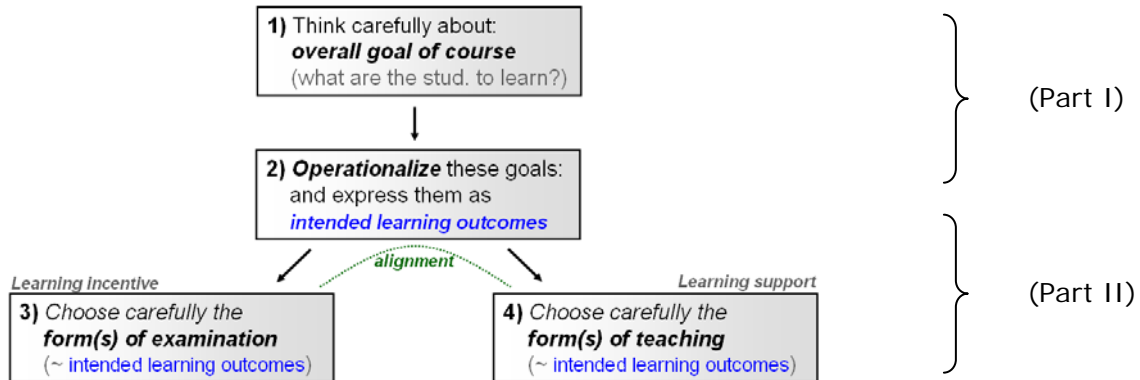 1) Think carefully about:
overall goal of course
(what are the stud. to learn?)
(Part I)
2) Operationalize these goals:
and express them as
intended learning outcomes
alignment
Learning incentive
Learning support
(Part II)
3) Choose carefully the
form(s) of examination
(~ intended learning outcomes)
4) Choose carefully the
form(s) of teaching
(~ intended learning outcomes)